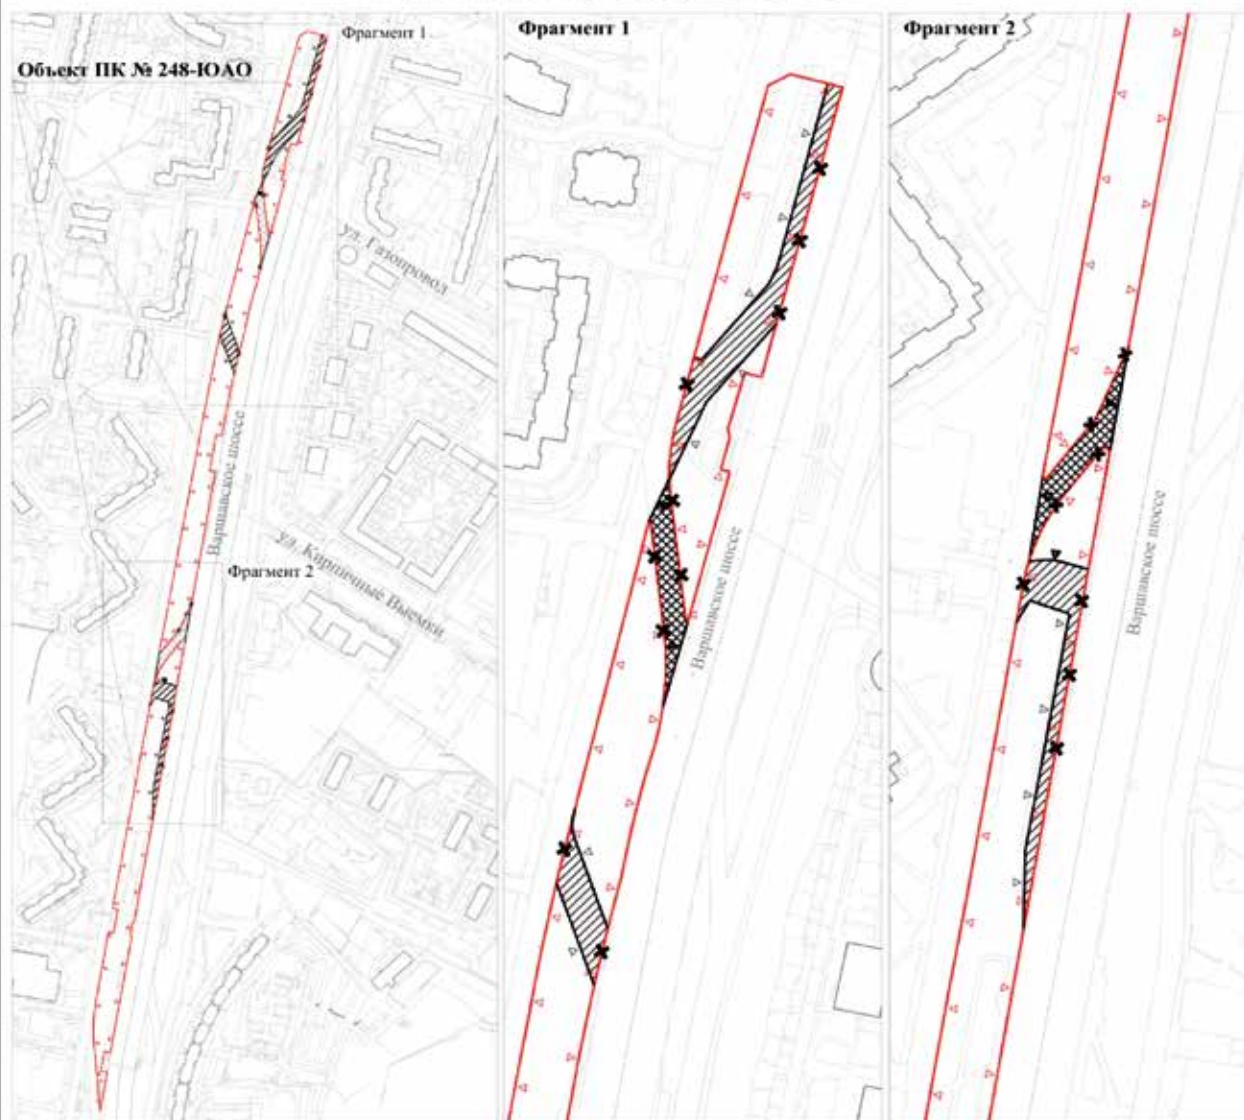 Объект ПК № 248-ЮАО
Фрагмент 1
ул. Газопровод
Варшавское шоссе
ул. Кирпичные Выемки
Фрагмент 2
Фрагмент 1
Варшавское шоссе
Фрагмент 2
Варшавское шоссе